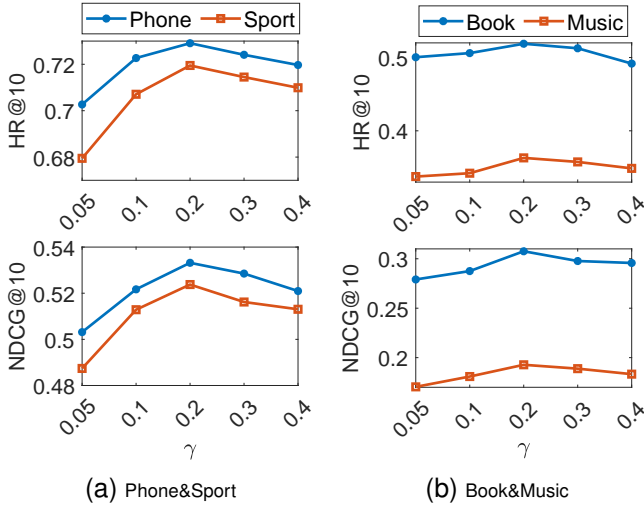 Phone Sport
HR@10
0.72
0.7
0.68
0.05 0.1 0.2 0.3 0.4
NDCG@10
0.54
0.52
0.5
0.48
0.05 0.1 0.2 0.3 0.4
γ
(a) Phone&Sport
Book Music
HR@10
0.5
0.4
0.05 0.1 0.2 0.3 0.4
NDCG@10
0.3
0.25
0.2
0.05 0.1 0.2 0.3 0.4
γ
(b) Book&Music